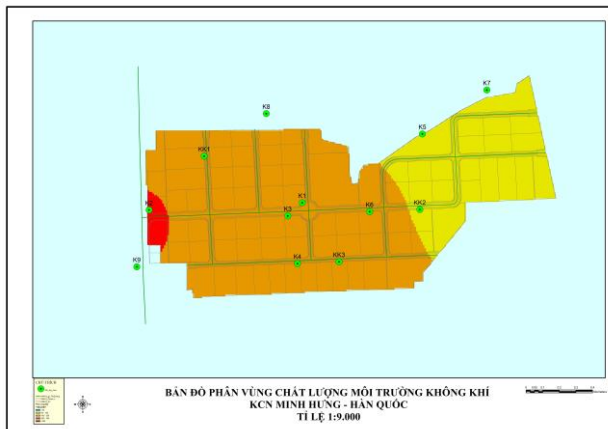 K7
K8
K5
KK1
K1
K2
K3
K6
KK2
K4
KK3
K9
BẢN ĐỒ PHÂN VÙNG CHẤT LƯỢNG MÔI TRƯỜNG KHÔNG KHÍ
KCN MINH HƯNG - HÀN QUỐC
TỈ LỆ 1:9.000